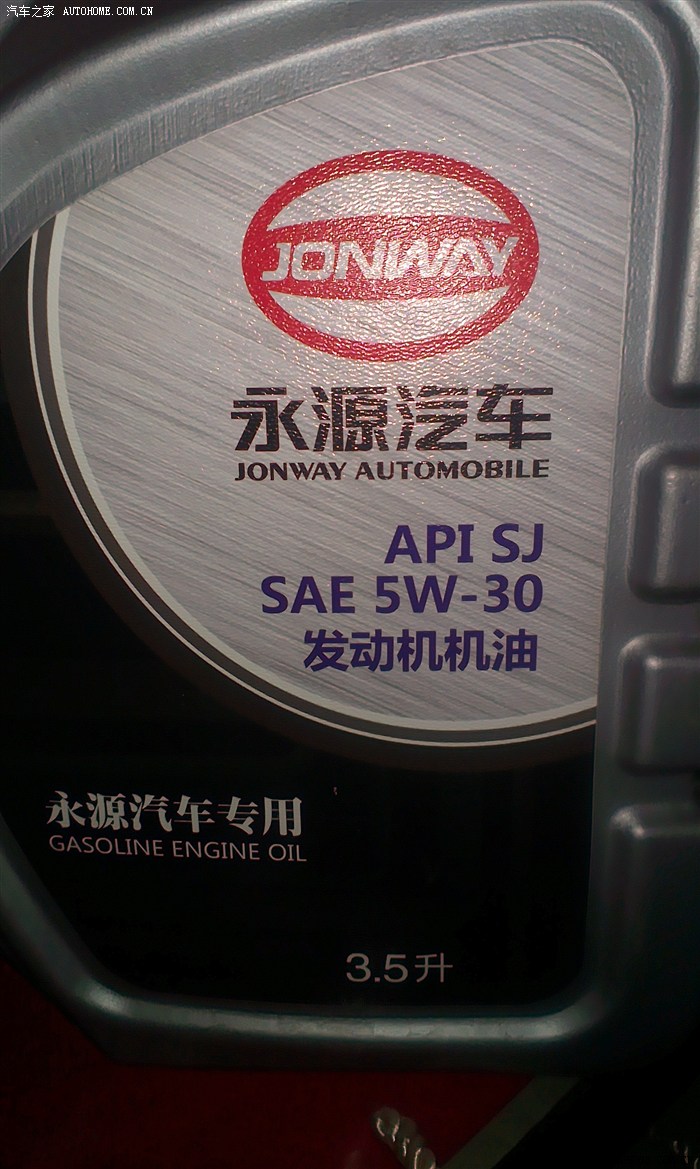 汽车之家 AUTOHOME.COM.CN
JONWAY
永源汽车
JONWAY AUTOMOBILE
API SJ
SAE 5W-30
发动机机油
永源汽车专用
GASOLINE ENGINE OIL
3.5升